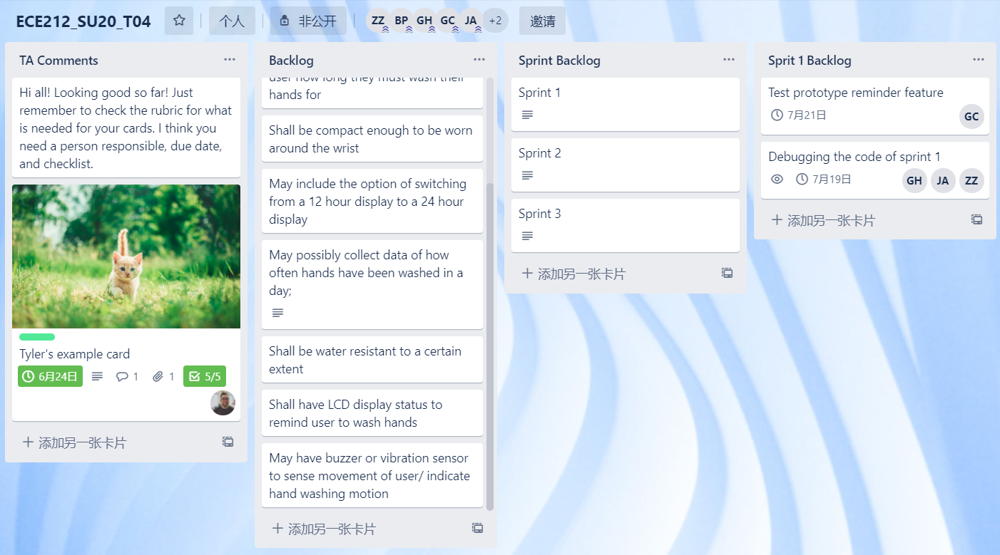 ECE212_SU20_T04
个人
非公开
ZZ BP GH GC JA +2
邀请
TA Comments
Hi all! Looking good so far! Just
remember to check the rubric for what
is needed for your cards. I think you
need a person responsible, due date,
and checklist.
Tyler's example card
6月24日 1 1 5/5
添加另一张卡片
Backlog
user how long they must wash their
hands for
Shall be compact enough to be worn
around the wrist
May include the option of switching
from a 12 hour display to a 24 hour
display
May possibly collect data of how
often hands have been washed in a
day;
Shall be water resistant to a certain
extent
Shall have LCD display status to
remind user to wash hands
May have buzzer or vibration sensor
to sense movement of user/ indicate
hand washing motion
添加另一张卡片
Sprint Backlog
Sprint 1
Sprint 2
Sprint 3
添加另一张卡片
Sprit 1 Backlog
Test prototype reminder feature
7月21日
GC
Debugging the code of sprint 1
7月19日
GH JA ZZ
添加另一张卡片